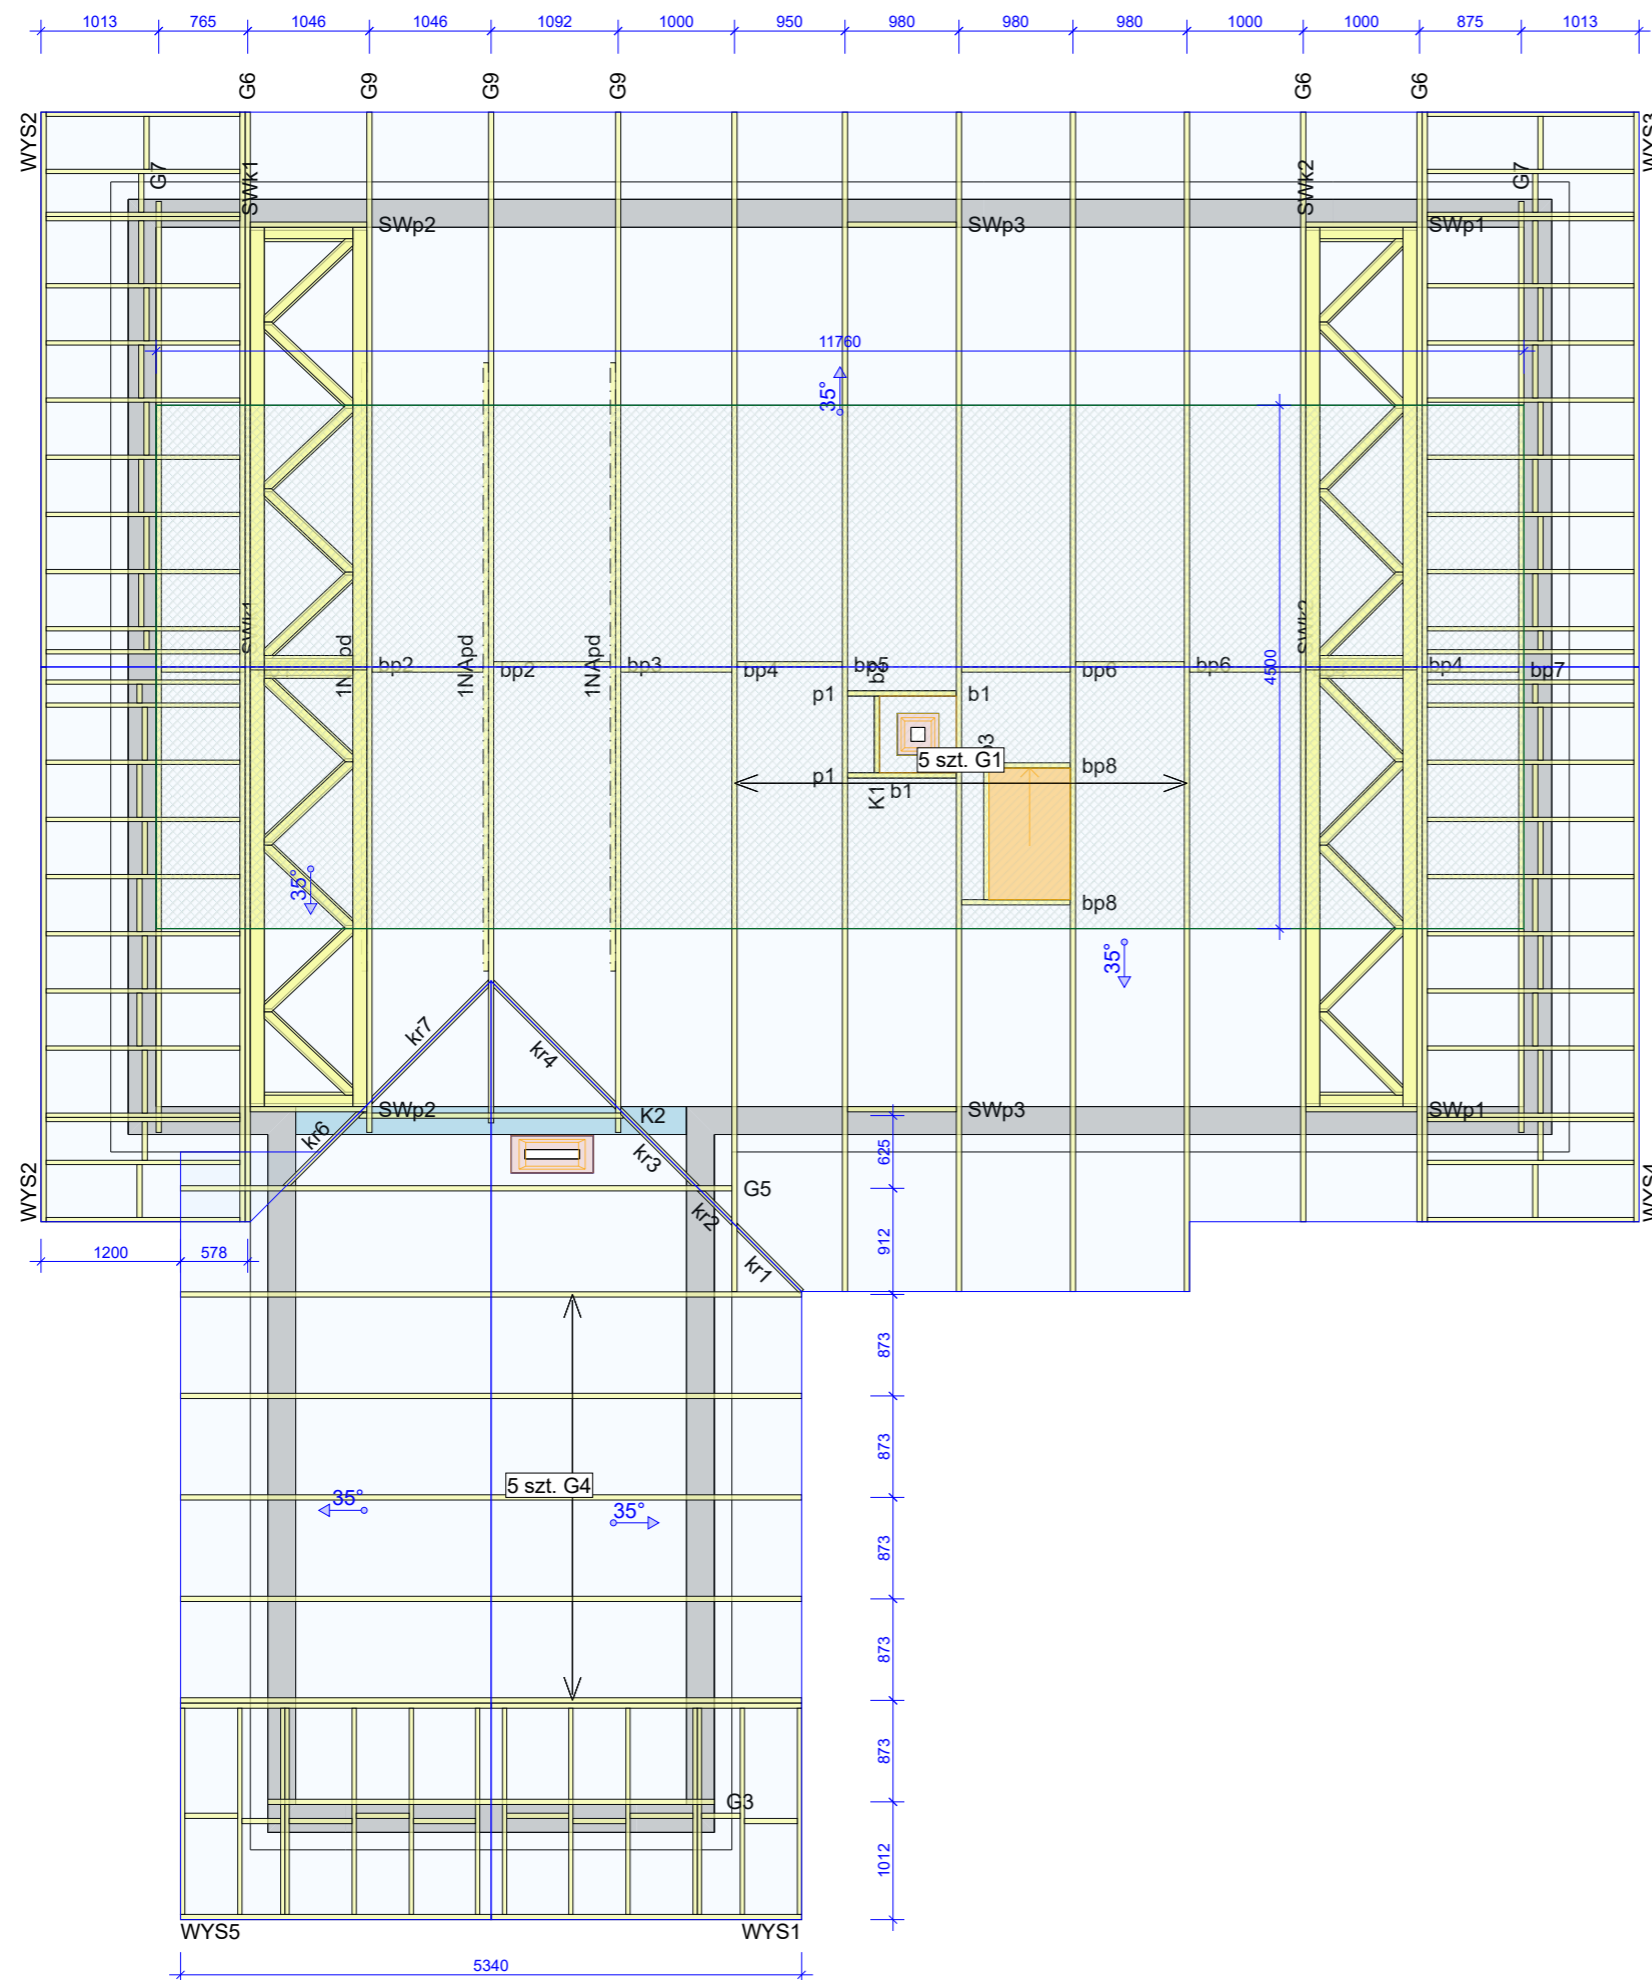 1013 765 1046 1046 1092 1000 950 980 980 980 1000 1000 875 1013
G6 G9 G9 G9 G6 G6
WYS2 WYS3
G7 SWk1 SWk2 G7
SWp2 SWp3 SWp1
11760
35°
SWk1 SWk2
1NApd 1NApd
bp2 bp2 bp3 bp4 bp5 bp6 bp6 bp4 bp7
4500
p1 b1
5 szt. G1
bp8
p1 b1
K1
35°
bp8
35°
kr7 kr4
SWp2 K2 SWp3 SWp1
kr6 kr3
625
WYS2 G5 WYS4
kr2
912
1200 578
kr1
873
873
5 szt. G4
35° 35°
873
873
873
G3
1012
WYS5 WYS1
5340